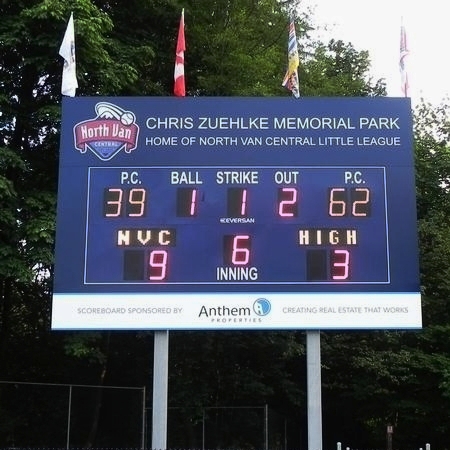 North Van
CENTRAL
CHRIS ZUEHLKE MEMORIAL PARK
HOME OF NORTH VAN CENTRAL LITTLE LEAGUE
P.C. BALL STRIKE OUT P.C.
39 1 1 2 62
EVERSAN
NVC 6 HIGH
9 INNING 3
SCOREBOARD SPONSORED BY Anthem PROPERTIES CREATING REAL ESTATE THAT WORKS